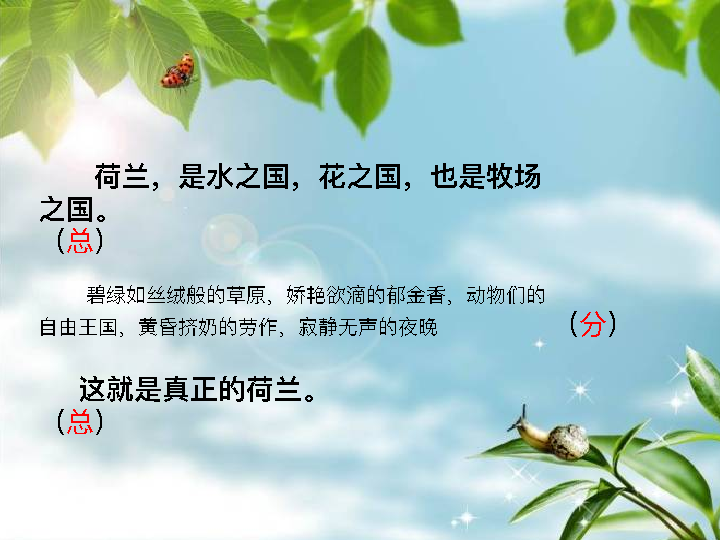 荷兰，是水之国，花之国，也是牧场
之国。
（总）
碧绿如丝绒般的草原，娇艳欲滴的郁金香，动物们的
自由王国，黄昏挤奶的劳作，寂静无声的夜晚
（分）
这就是真正的荷兰。
（总）